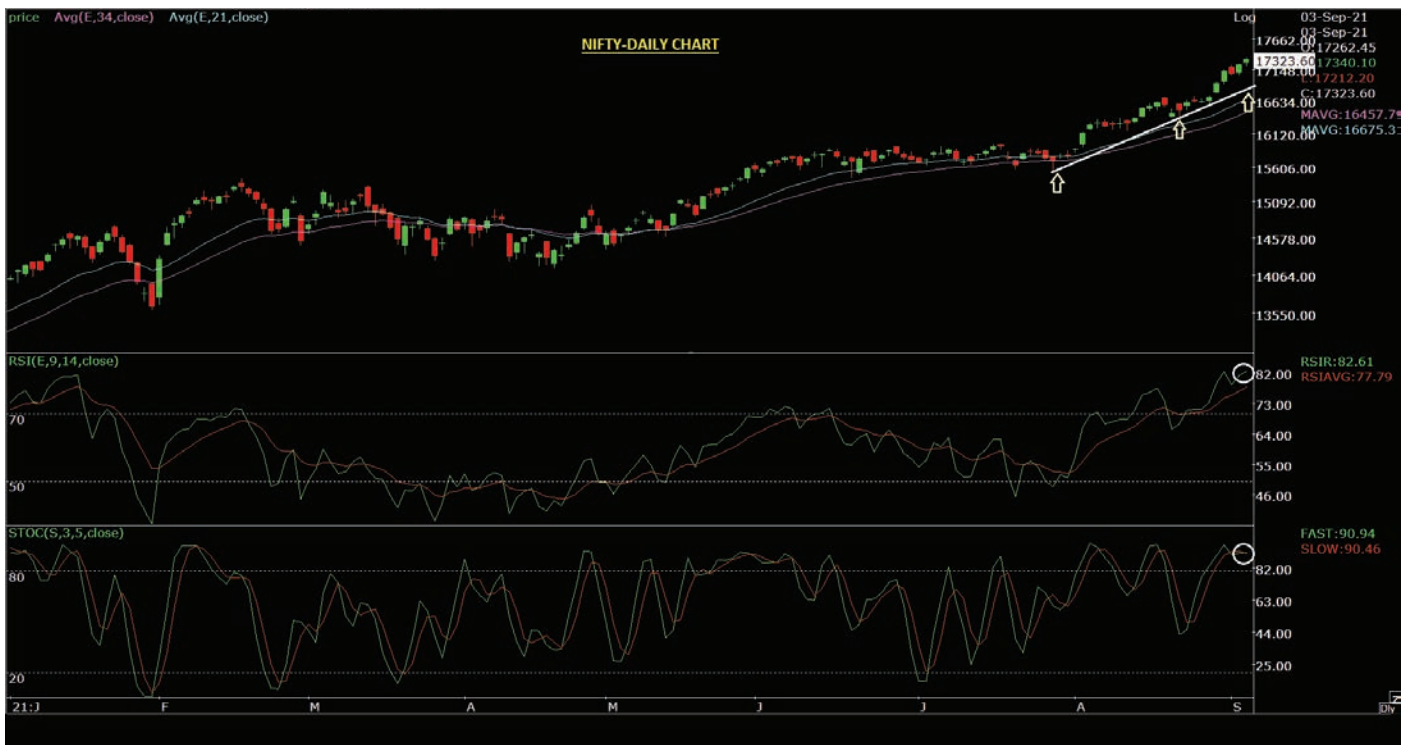 price Avg(E,34,close) Avg(E,21,close)
NIFTY-DAILY CHART
Log
03-Sep-21
03-Sep-21
O:17262.45
17340.10
L:17212.20
C:17323.60
MAVG:16457.79
MAVG:16675.31
17662.00
17323.60
17148.00
16634.00
16120.00
15606.00
15092.00
14578.00
14064.00
13550.00
RSI(E,9,14,close)
RSIR:82.61
RSIAVG:77.79
82.00
73.00
70
64.00
55.00
50
46.00
STOC(S,3,5,close)
FAST:90.94
SLOW:90.46
82.00
80
63.00
44.00
25.00
20
21:J F M A M J J A S
Dly